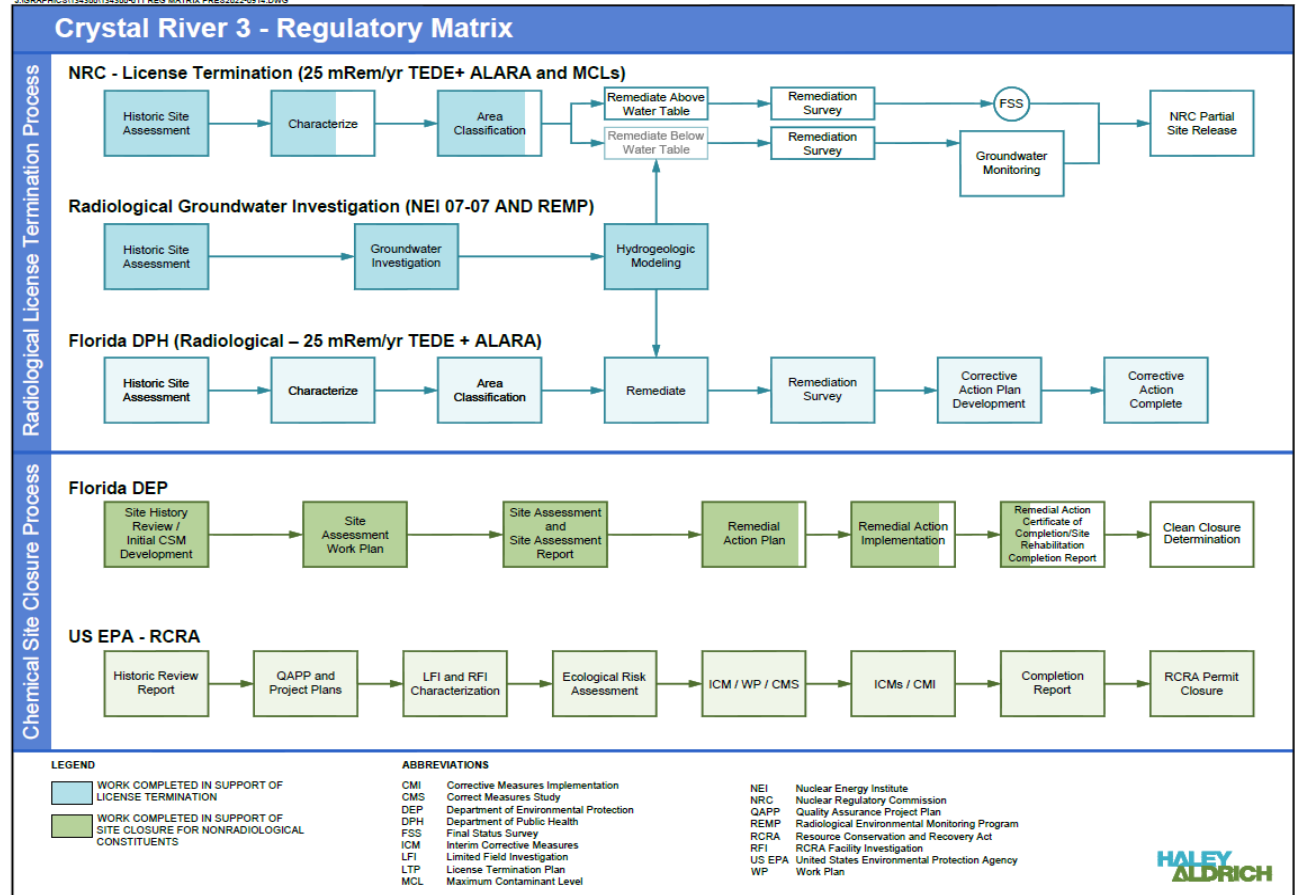 J:\GRAPHICS\134300\134300-011 REG MATRIX PRES2022-0914.DWG
Crystal River 3 - Regulatory Matrix
Radiological License Termination Process
NRC - License Termination (25 mRem/yr TEDE+ ALARA and MCLs)
Historic Site
Assessment
Characterize
Area
Classification
Remediate Above
Water Table
Remediation
Survey
FSS
NRC Partial
Site Release
Remediate Below
Water Table
Remediation
Survey
Groundwater
Monitoring
Radiological Groundwater Investigation (NEI 07-07 AND REMP)
Historic Site
Assessment
Groundwater
Investigation
Hydrogeologic
Modeling
Florida DPH (Radiological – 25 mRem/yr TEDE + ALARA)
Historic Site
Assessment
Characterize
Area
Classification
Remediate
Remediation
Survey
Corrective
Action Plan
Development
Corrective
Action
Complete
Chemical Site Closure Process
Florida DEP
Site History
Review /
Initial CSM
Development
Site
Assessment
Work Plan
Site Assessment
and
Site Assessment
Report
Remedial
Action Plan
Remedial Action
Implementation
Remedial Action
Certificate of
Completion/Site
Rehabilitation
Completion Report
Clean Closure
Determination
US EPA - RCRA
Historic Review
Report
QAPP and
Project Plans
LFI and RFI
Characterization
Ecological Risk
Assessment
ICM / WP / CMS
ICMs / CMI
Completion
Report
RCRA Permit
Closure
LEGEND
WORK COMPLETED IN SUPPORT OF
LICENSE TERMINATION
WORK COMPLETED IN SUPPORT OF
SITE CLOSURE FOR NONRADIOLOGICAL
CONSTITUENTS
ABBREVIATIONS
CMI Corrective Measures Implementation
CMS Correct Measures Study
DEP Department of Environmental Protection
DPH Department of Public Health
FSS Final Status Survey
ICM Interim Corrective Measures
LFI Limited Field Investigation
LTP License Termination Plan
MCL Maximum Contaminant Level
NEI Nuclear Energy Institute
NRC Nuclear Regulatory Commission
QAPP Quality Assurance Project Plan
REMP Radiological Environmental Monitoring Program
RCRA Resource Conservation and Recovery Act
RFI RCRA Facility Investigation
US EPA United States Environmental Protection Agency
WP Work Plan
HALEY
ALDRICH